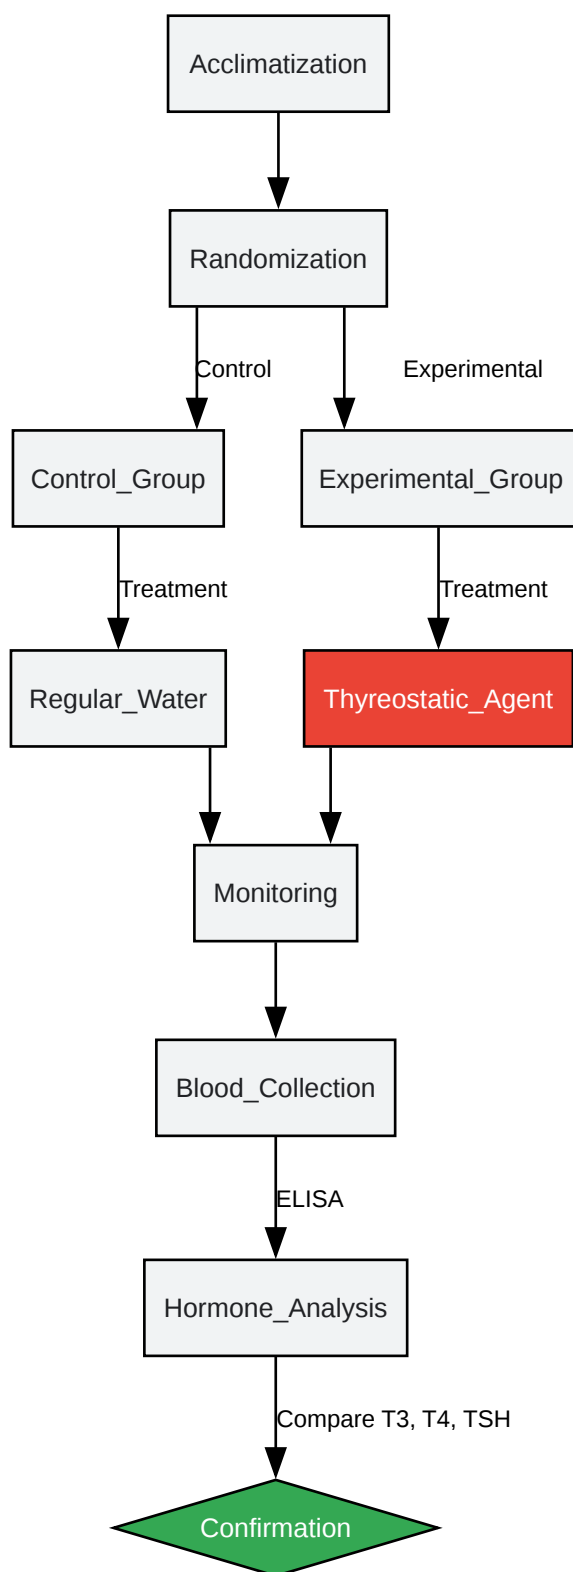 Acclimatization
Randomization
Control
Experimental
Control_Group
Experimental_Group
Treatment
Treatment
Regular_Water
Thyreostatic_Agent
Monitoring
Blood_Collection
ELISA
Hormone_Analysis
Compare T3, T4, TSH
Confirmation